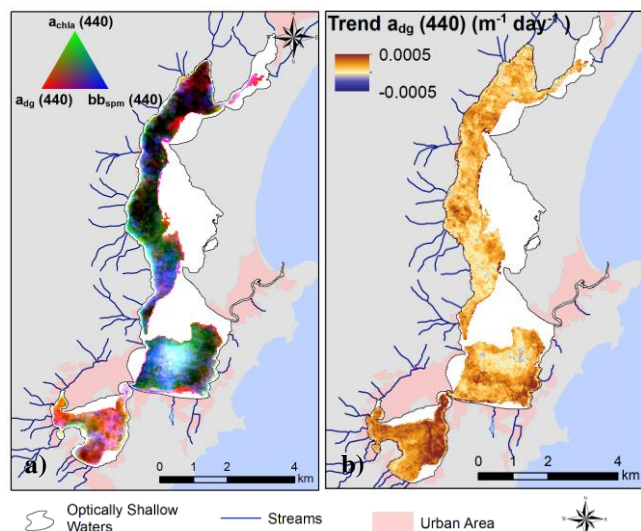 a_chla (440)
a_dg (440) bb_spm (440)
a)
0 1 2 4
km
Trend a_dg (440) (m⁻¹ day⁻¹)
0.0005
-0.0005
b)
0 1 2 4
km
Optically Shallow
Waters
Streams
Urban Area